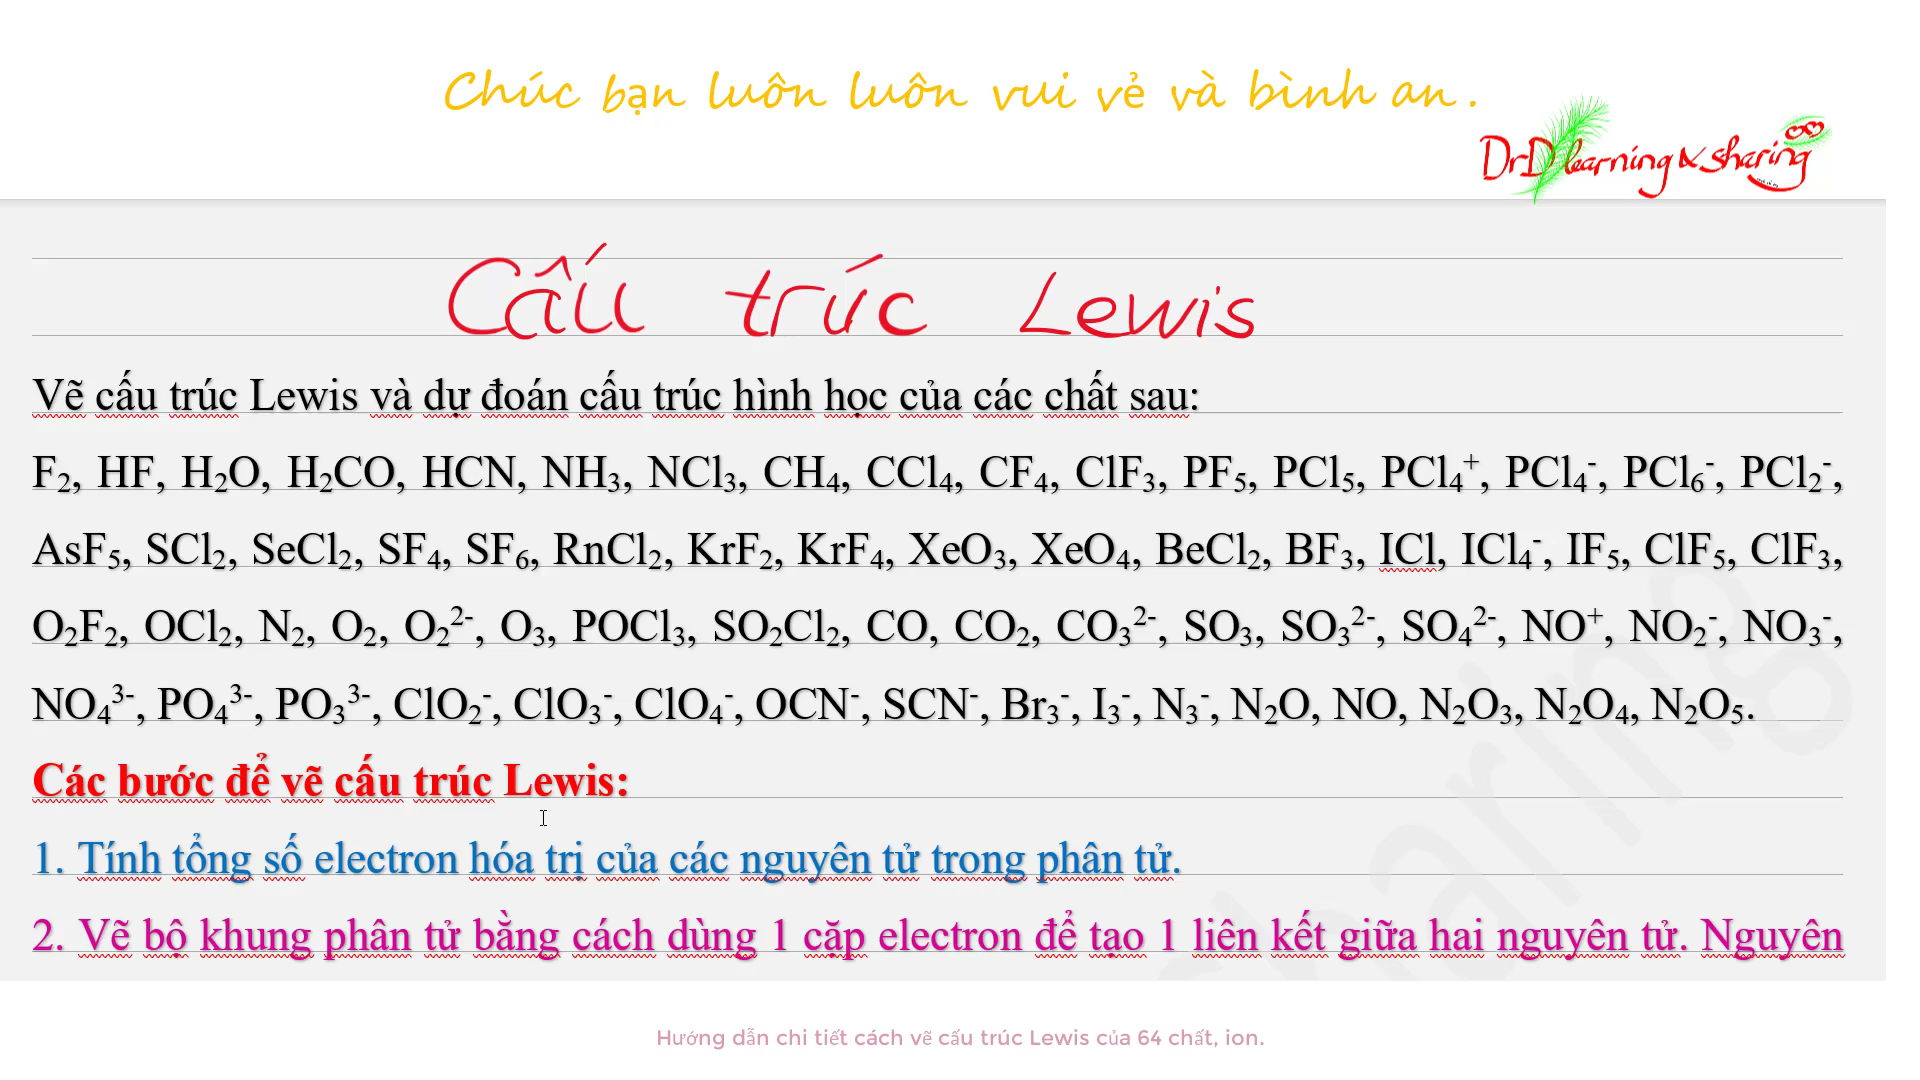 Chúc bạn luôn luôn vui vẻ và bình an.
DrD learning & sharing
Cấu trúc Lewis
Vẽ cấu trúc Lewis và dự đoán cấu trúc hình học của các chất sau:
F₂, HF, H₂O, H₂CO, HCN, NH₃, NCl₃, CH₄, CCl₄, CF₄, ClF₃, PF₅, PCl₅, PCl₄⁺, PCl₄⁻, PCl₆⁻, PCl₂⁻,
AsF₅, SCl₂, SeCl₂, SF₄, SF₆, RnCl₂, KrF₂, KrF₄, XeO₃, XeO₄, BeCl₂, BF₃, ICl, ICl₄⁻, IF₅, ClF₅, ClF₃,
O₂F₂, OCl₂, N₂, O₂, O₂²⁻, O₃, POCl₃, SO₂Cl₂, CO, CO₂, CO₃²⁻, SO₃, SO₃²⁻, SO₄²⁻, NO⁺, NO₂⁻, NO₃⁻,
NO₄³⁻, PO₄³⁻, PO₃³⁻, ClO₂⁻, ClO₃⁻, ClO₄⁻, OCN⁻, SCN⁻, Br₃⁻, I₃⁻, N₃⁻, N₂O, NO, N₂O₃, N₂O₄, N₂O₅.
Các bước để vẽ cấu trúc Lewis:
1. Tính tổng số electron hóa trị của các nguyên tử trong phân tử.
2. Vẽ bộ khung phân tử bằng cách dùng 1 cặp electron để tạo 1 liên kết giữa hai nguyên tử. Nguyên
Hướng dẫn chi tiết cách vẽ cấu trúc Lewis của 64 chất, ion.